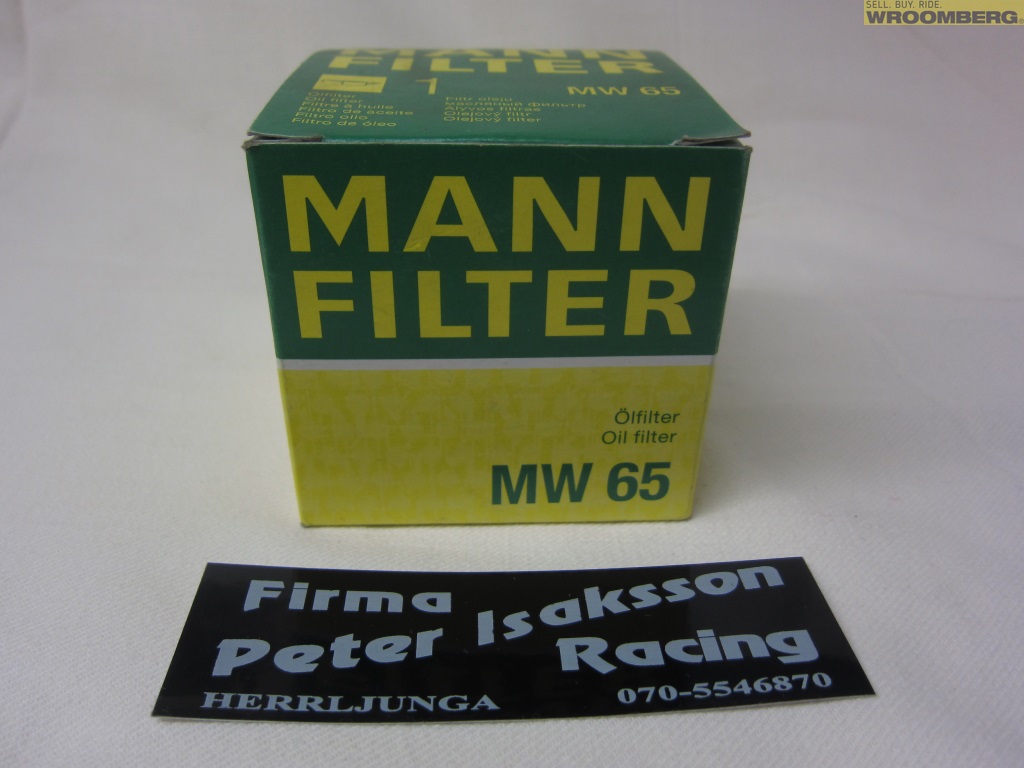 SELL. BUY. RIDE.
WROOMBERG
MANN
FILTER
MW 65
1
Ölfilter
Oil filter
Filtre à huile
Filtro de aceite
Filtro olio
Filtro de óleo
Filtr oleju
масляный фильтр
Alyvos filtras
Olejový filtr
Olejový filter
MANN
FILTER
Ölfilter
Oil filter
MW 65
Firma
Peter Isaksson
Racing
HERRLJUNGA
070-5546870